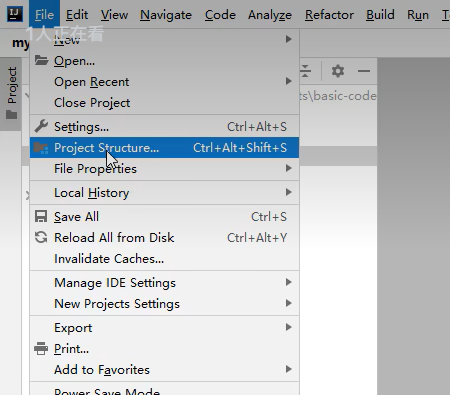 IJ File Edit View Navigate Code Analyze Refactor Build Run T
my
1人正在看
New
Open...
Open Recent
Close Project
Settings... Ctrl+Alt+S
Project Structure... Ctrl+Alt+Shift+S
File Properties
Local History
Save All Ctrl+S
Reload All from Disk Ctrl+Alt+Y
Invalidate Caches...
Manage IDE Settings
New Projects Settings
Export
Print...
Add to Favorites
Power Save Mode
Project
ts\basic-code